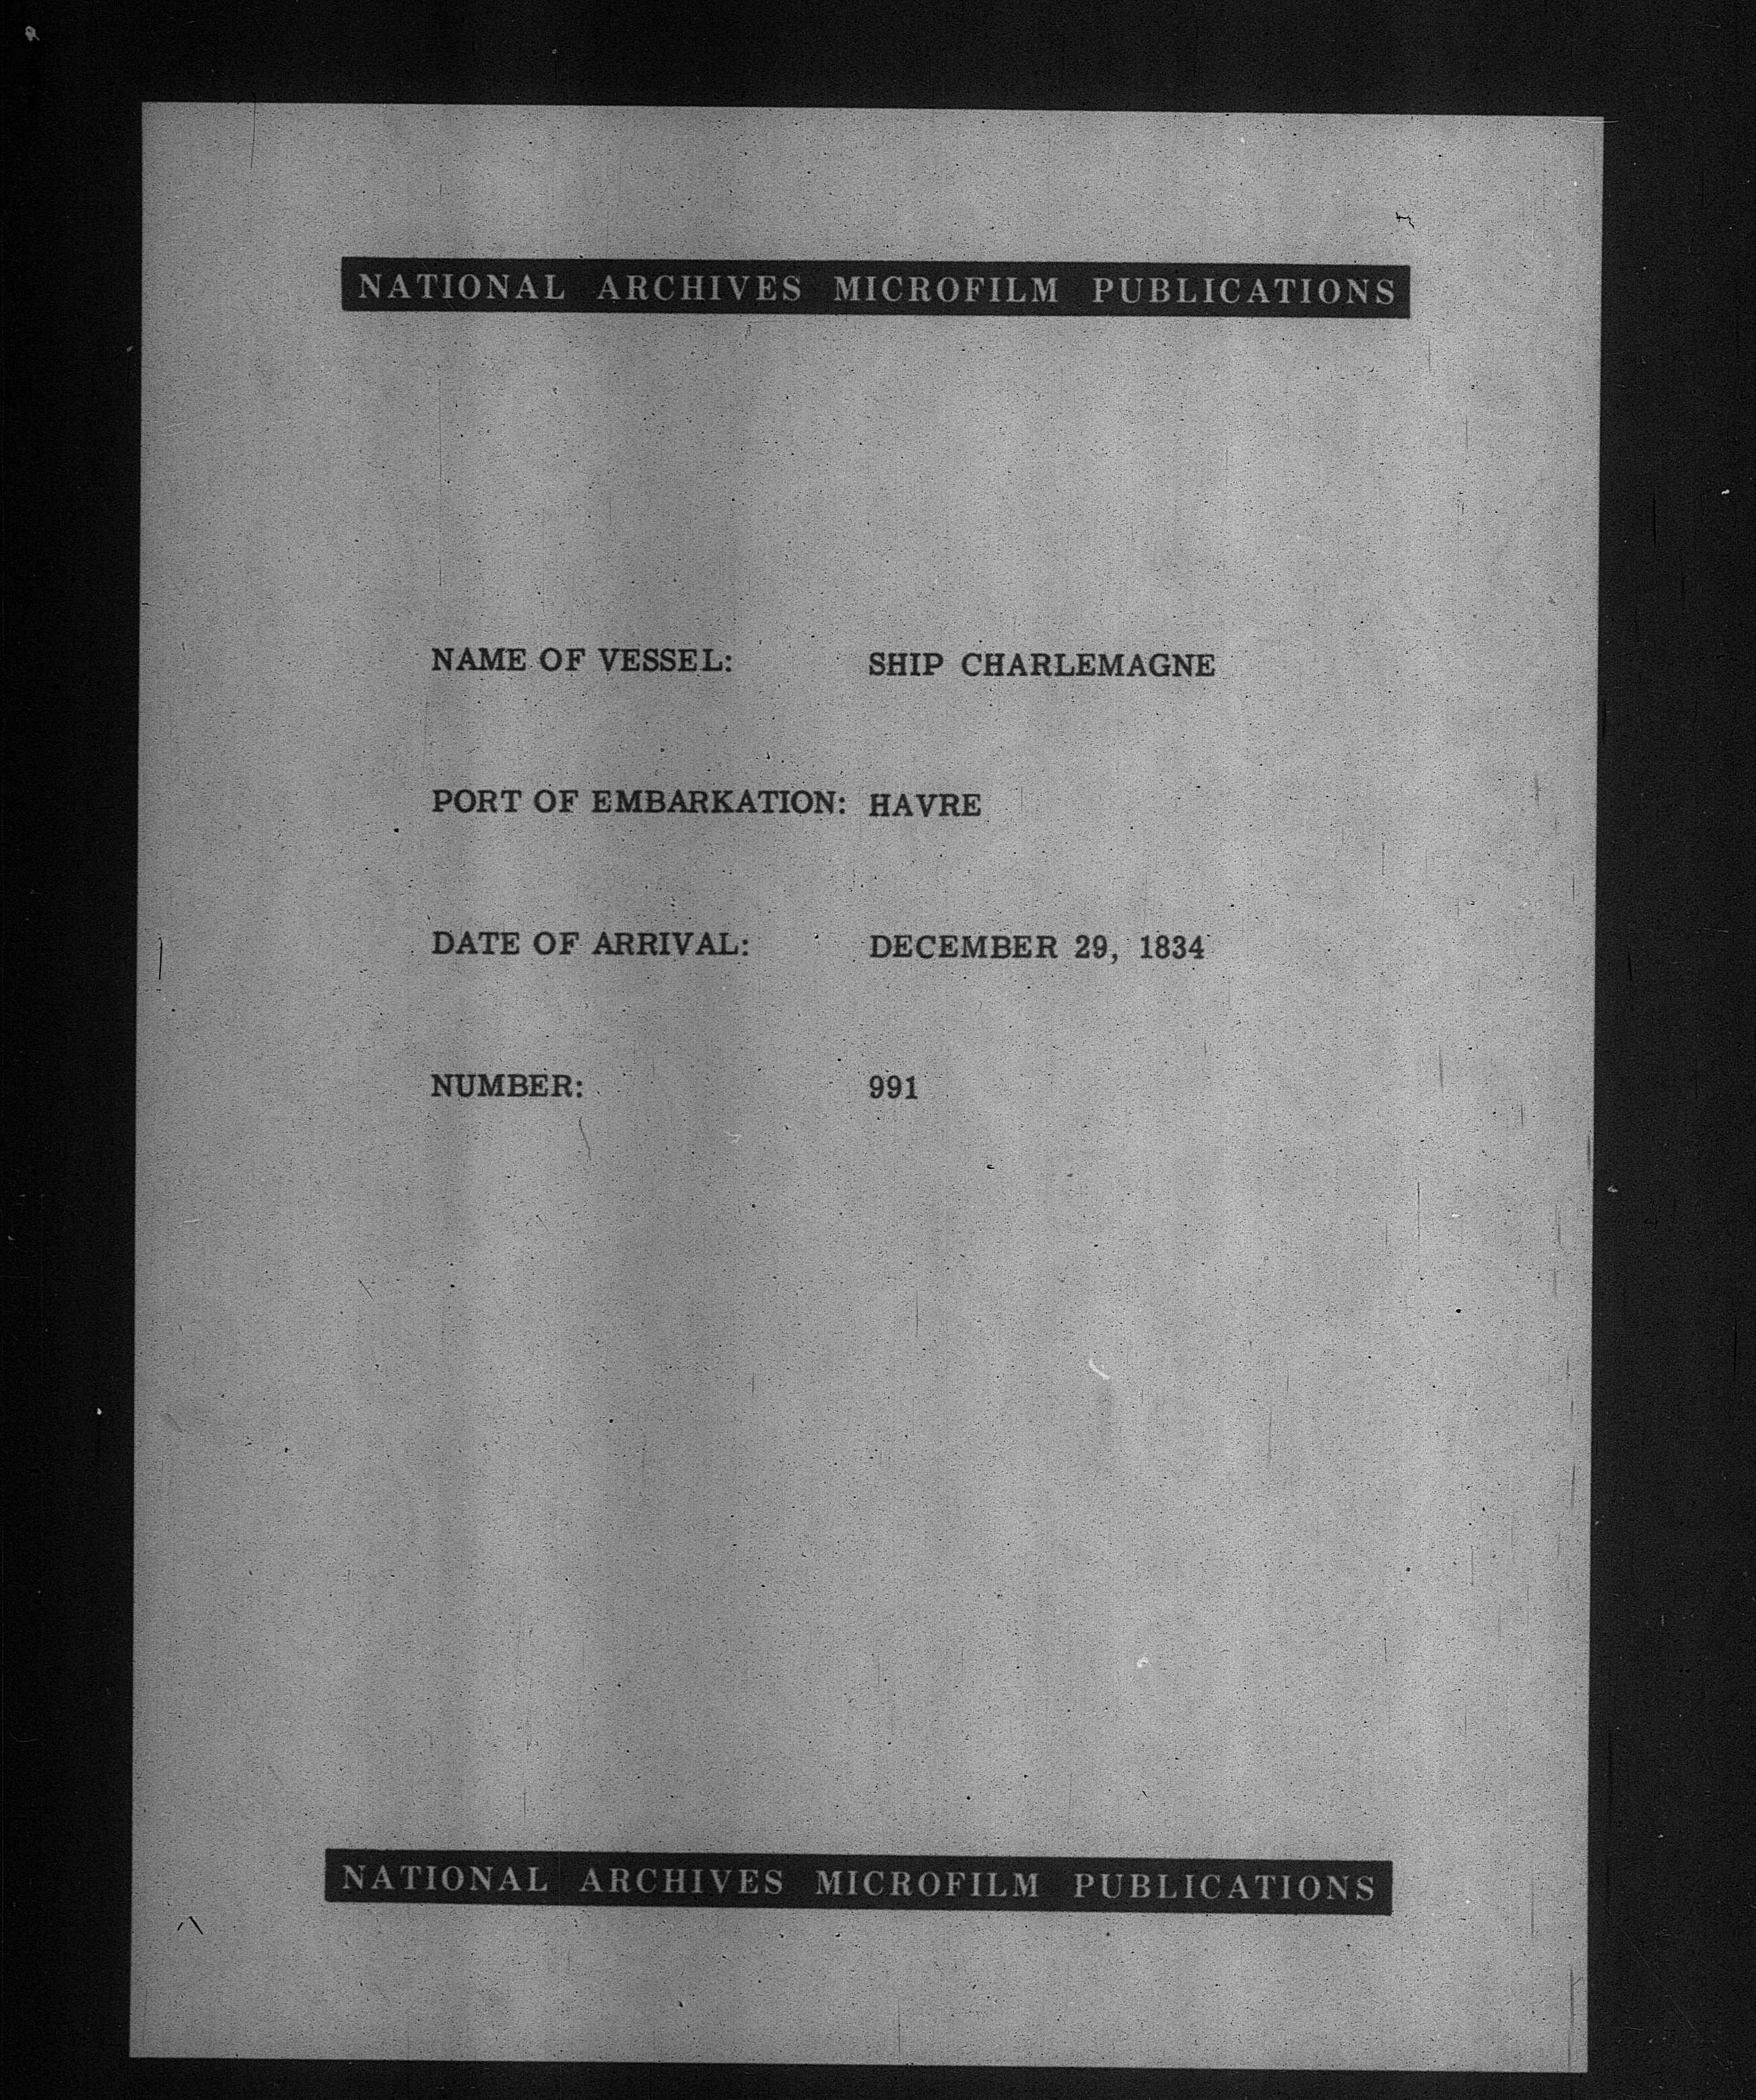 NATIONAL ARCHIVES MICROFILM PUBLICATIONS
NAME OF VESSEL: SHIP CHARLEMAGNE
PORT OF EMBARKATION: HAVRE
DATE OF ARRIVAL: DECEMBER 29, 1834
NUMBER: 991
NATIONAL ARCHIVES MICROFILM PUBLICATIONS